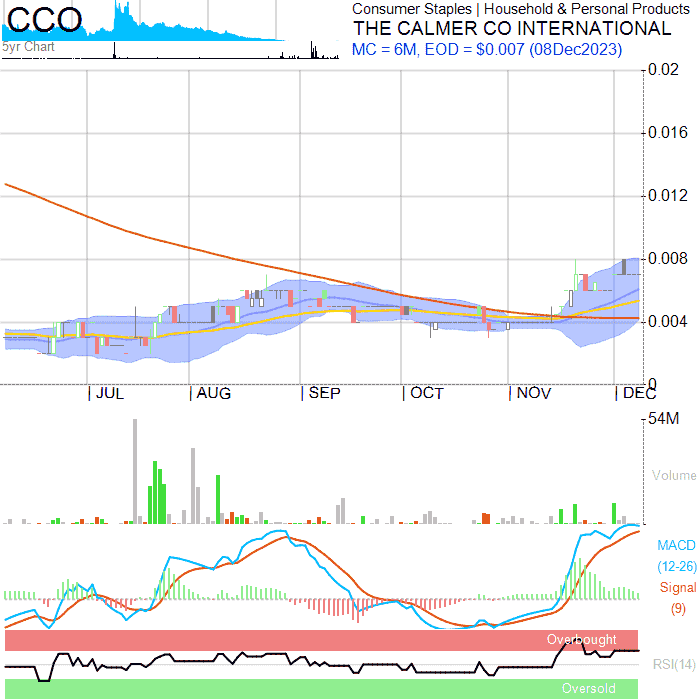 CCO
5yr Chart
Consumer Staples | Household & Personal Products
THE CALMER CO INTERNATIONAL
MC = 6M, EOD = $0.007 (08Dec2023)
0.02
0.016
0.012
0.008
0.004
0
JUL AUG SEP OCT NOV DEC
54M
Volume
MACD
(12-26)
Signal
(9)
Overbought
RSI(14)
Oversold